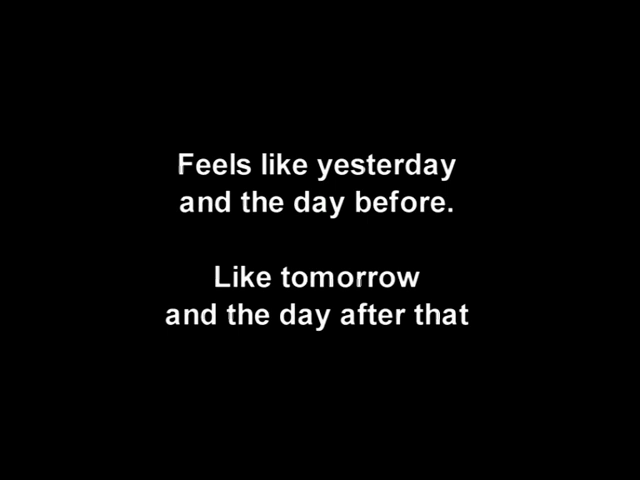 Feels like yesterday
and the day before.
Like tomorrow
and the day after that